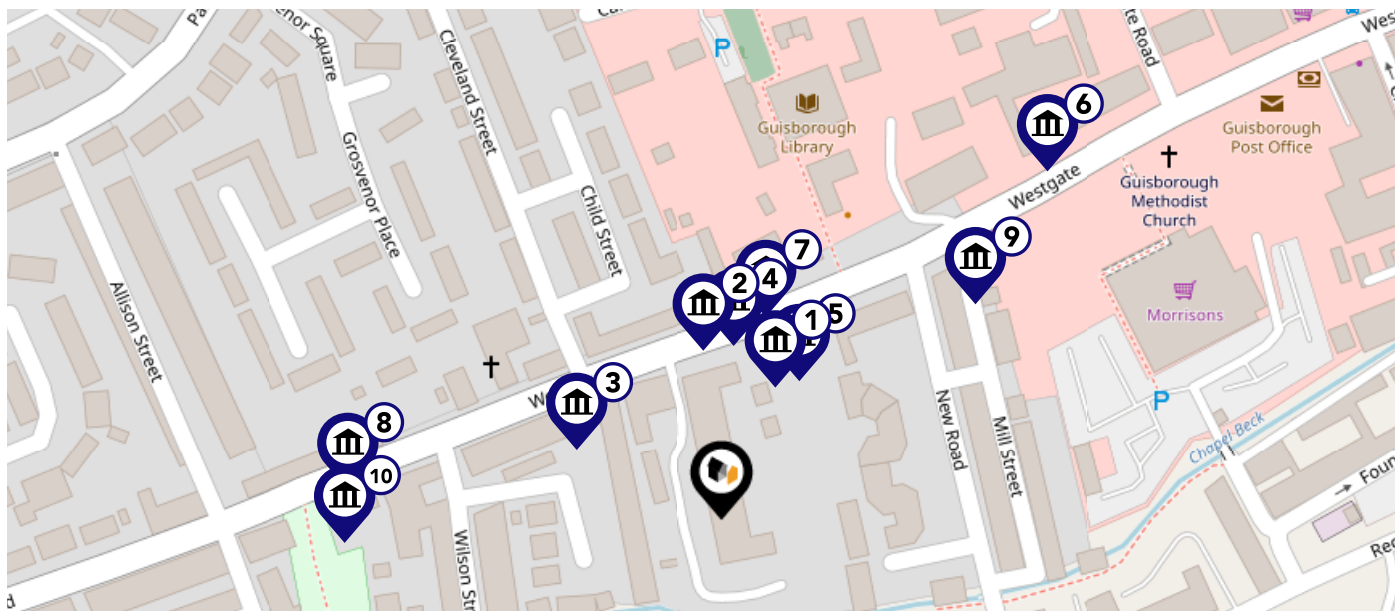 Grosvenor Place
Cleveland Street
Child Street
Allison Street
Guisborough
Library
P
Westgate
Guisborough
Post Office
Guisborough
Methodist
Church
Morrisons
P
New Road
Mill Street
Chapel Beck
6
7
9
4
2
5
1
3
8
10